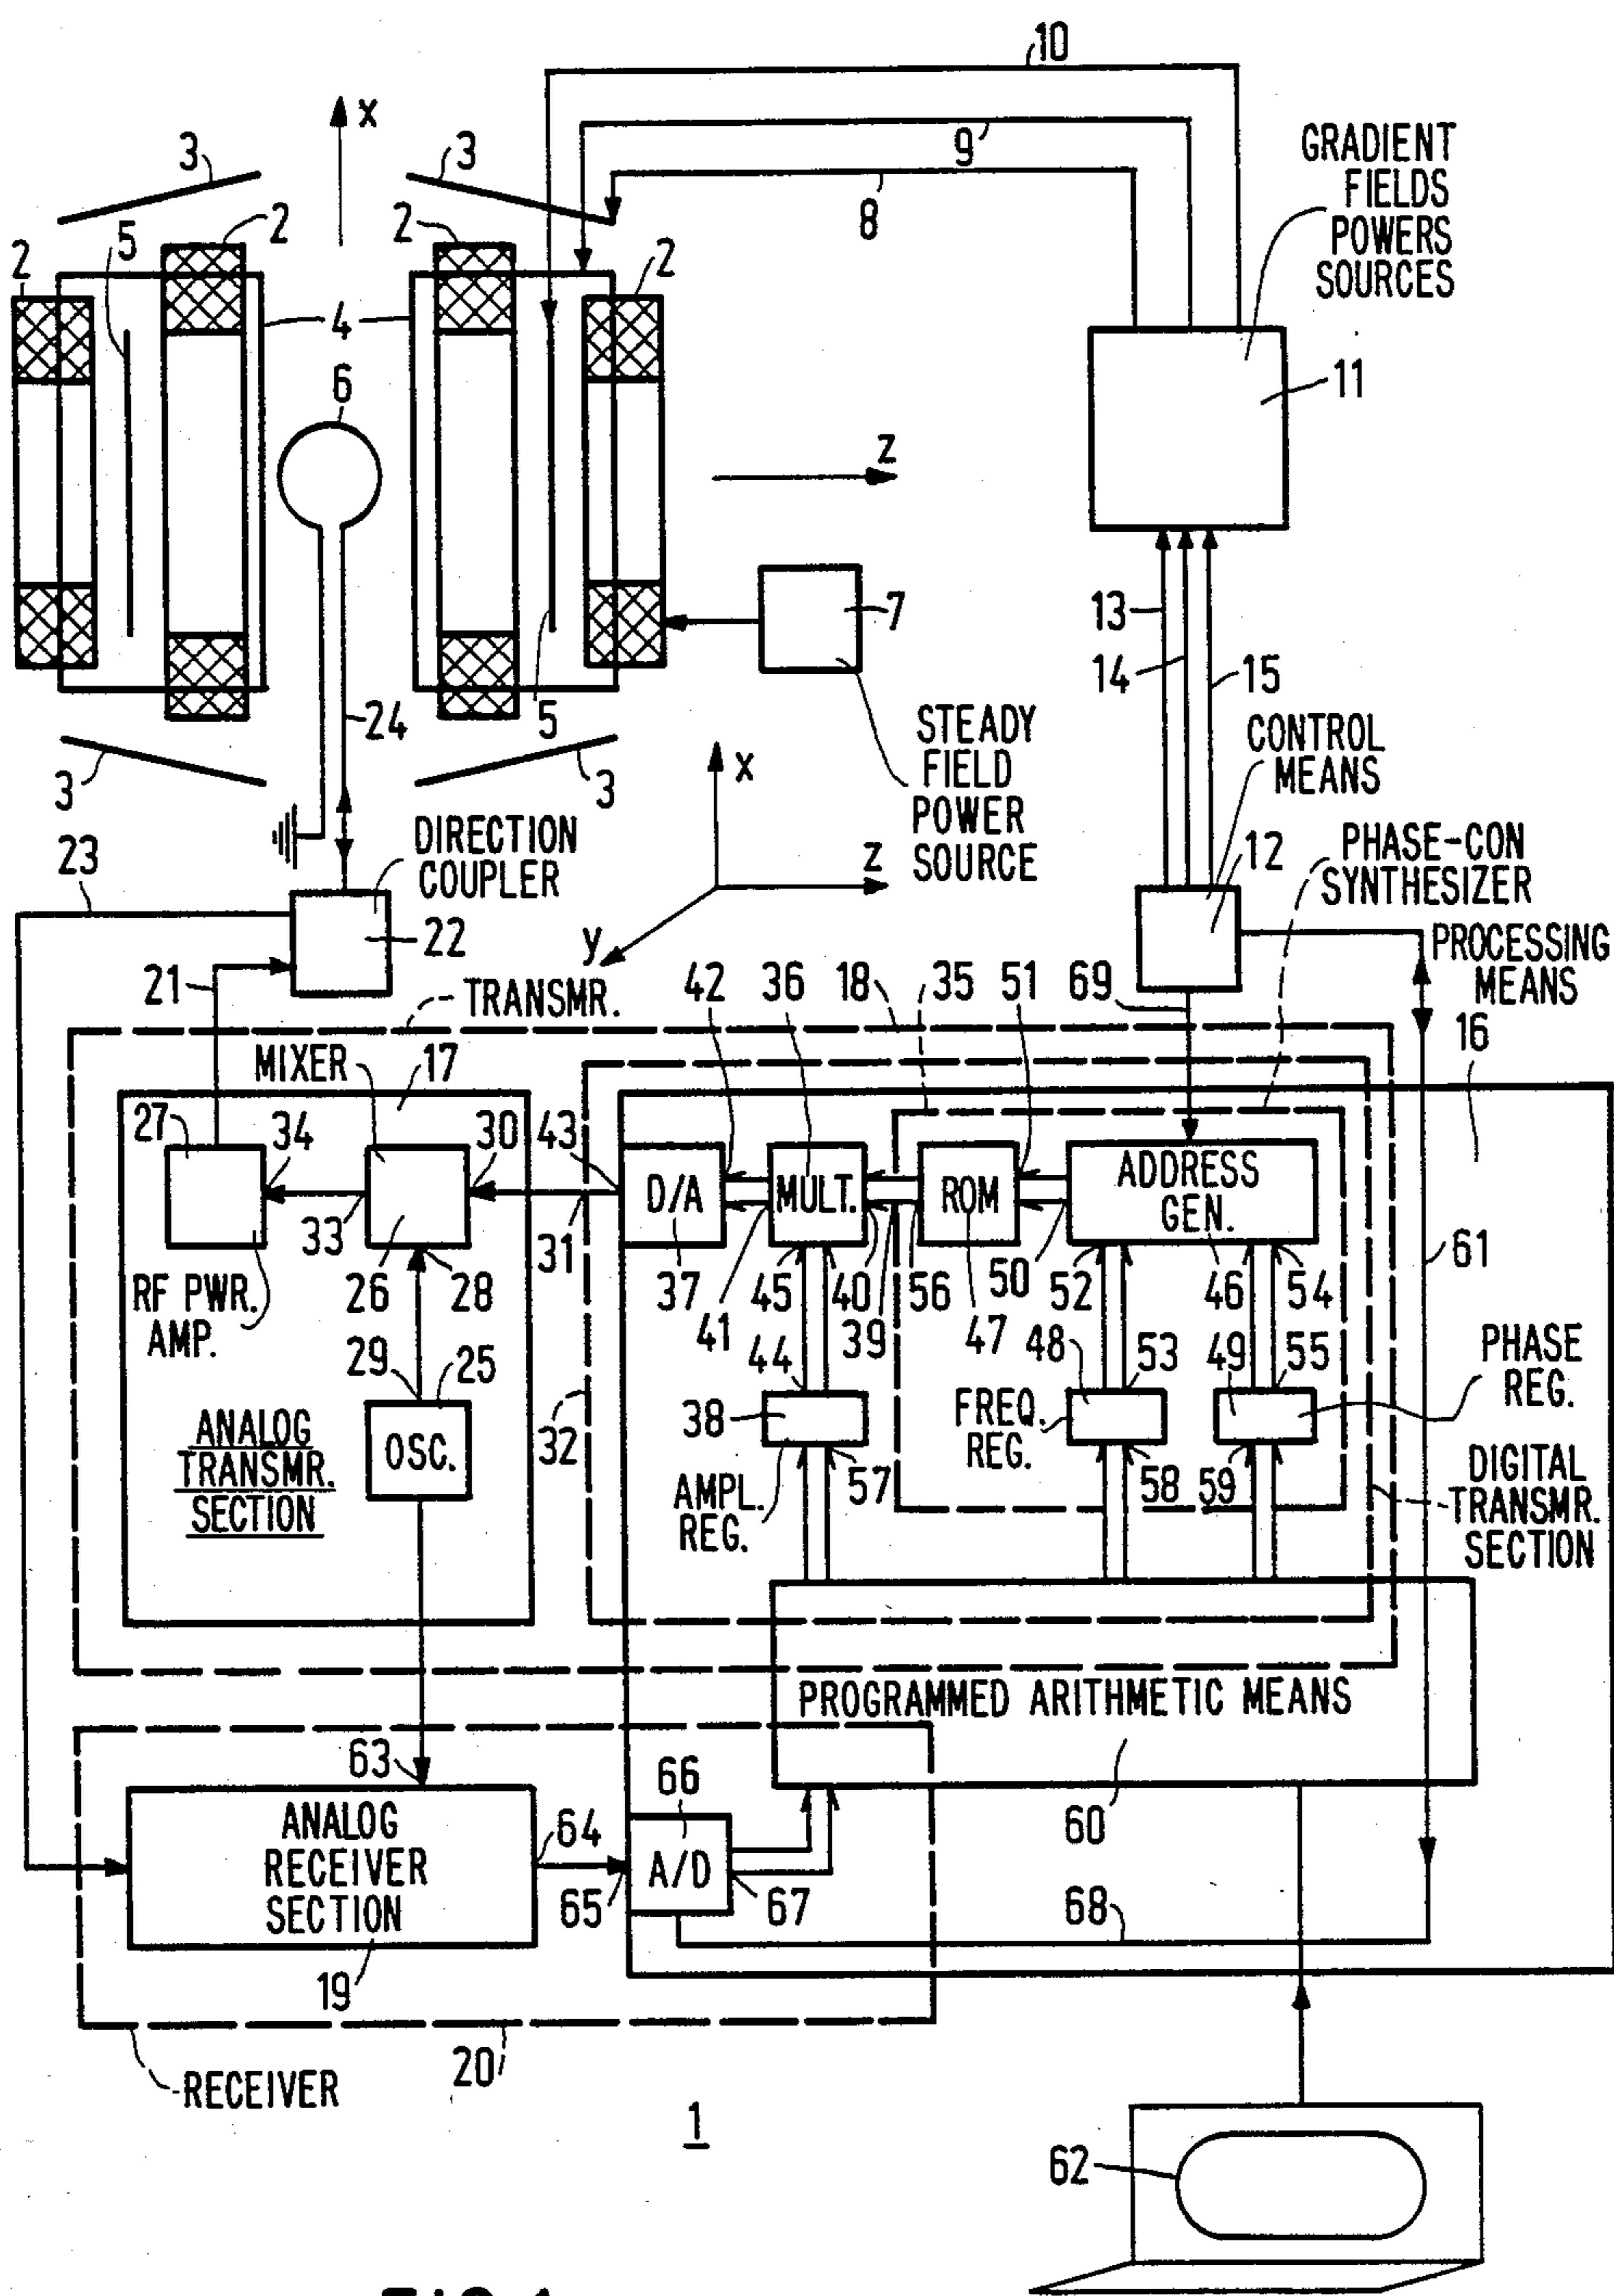 10
x
9
GRADIENT
FIELDS
POWERS
SOURCES
3
3
8
2
5
2
2
2
4
6
11
z
7
13
14
15
5
24
3
3
STEADY
FIELD
POWER
SOURCE
x
z
y
CONTROL
MEANS
DIRECTION
COUPLER
23
22
12
PHASE-CON
SYNTHESIZER
PROCESSING
MEANS
16
21
TRANSMR.
42
36
18
35
51
69
MIXER
17
27
34
30
43
D/A
MULT.
ROM
ADDRESS
GEN.
33
31
26
28
37
41
45
40
39
56
47
50
52
46
54
61
RF PWR.
AMP.
29
25
44
48
53
49
55
PHASE
REG.
ANALOG
TRANSMR.
SECTION
OSC.
32
38
FREQ.
REG.
AMPL.
REG.
57
58
59
DIGITAL
TRANSMR.
SECTION
PROGRAMMED ARITHMETIC MEANS
63
66
60
ANALOG
RECEIVER
SECTION
64
65
A/D
67
68
19
RECEIVER
20
1
62